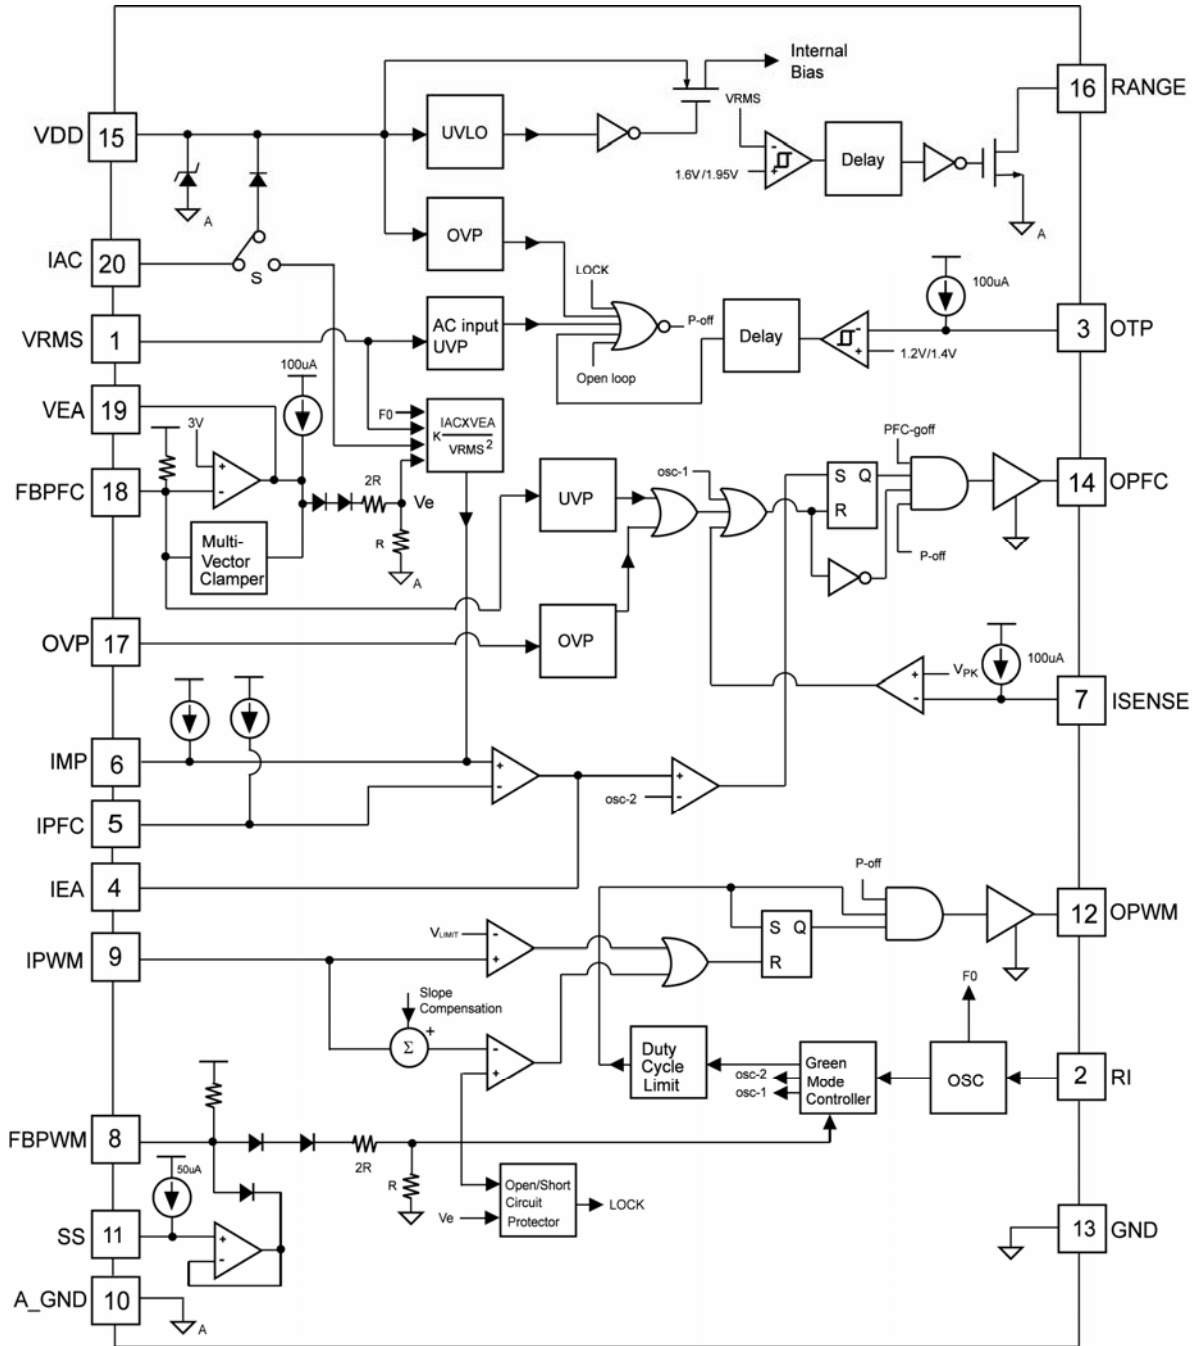 VDD 15
IAC 20
VRMS 1
VEA 19
FBPFC 18
OVP 17
IMP 6
IPFC 5
IEA 4
IPWM 9
FBPWM 8
SS 11
A_GND 10
16 RANGE
3 OTP
14 OPFC
7 ISENSE
12 OPWM
2 RI
13 GND
Internal
Bias
UVLO
VRMS
-
+
1.6V/1.95V
Delay
A
A
S
OVP
LOCK
AC input
UVP
P-off
Open loop
Delay
-
+
100uA
1.2V/1.4V
100uA
3V
+
-
F0
K IACXVEA
VRMS 2
2R
Ve
R
A
Multi-
Vector
Clamper
UVP
OVP
osc-1
S Q
R
PFC-goff
P-off
VPK
+
-
100uA
+
-
+
osc-2 -
P-off
VLIMIT -
+
S Q
R
Slope
Compensation
Σ
+
-
+
Duty
Cycle
Limit
osc-2
osc-1
Green
Mode
Controller
OSC
F0
2R
R
50uA
+
-
Open/Short
Circuit
Protector
Ve
LOCK
A